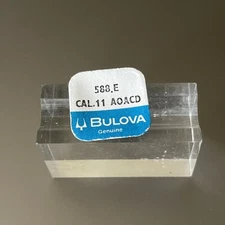 588.E
CAL.11 AOACD
BULOVA
Genuine